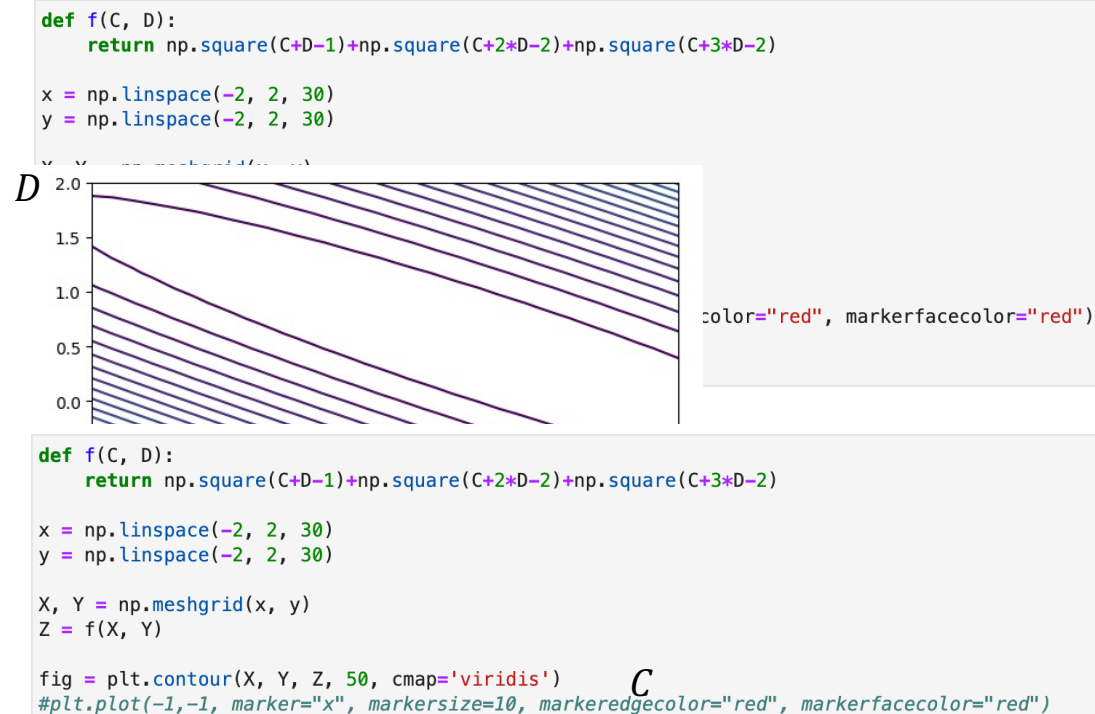 def f(C, D):
    return np.square(C+D-1)+np.square(C+2*D-2)+np.square(C+3*D-2)
x = np.linspace(-2, 2, 30)
y = np.linspace(-2, 2, 30)
X, Y = np.meshgrid(x, y)
D
2.0
1.5
1.0
color="red", markerfacecolor="red")
0.5
0.0
def f(C, D):
    return np.square(C+D-1)+np.square(C+2*D-2)+np.square(C+3*D-2)
x = np.linspace(-2, 2, 30)
y = np.linspace(-2, 2, 30)
X, Y = np.meshgrid(x, y)
Z = f(X, Y)
fig = plt.contour(X, Y, Z, 50, cmap='viridis')
C
#plt.plot(-1,-1, marker="x", markersize=10, markeredgecolor="red", markerfacecolor="red")